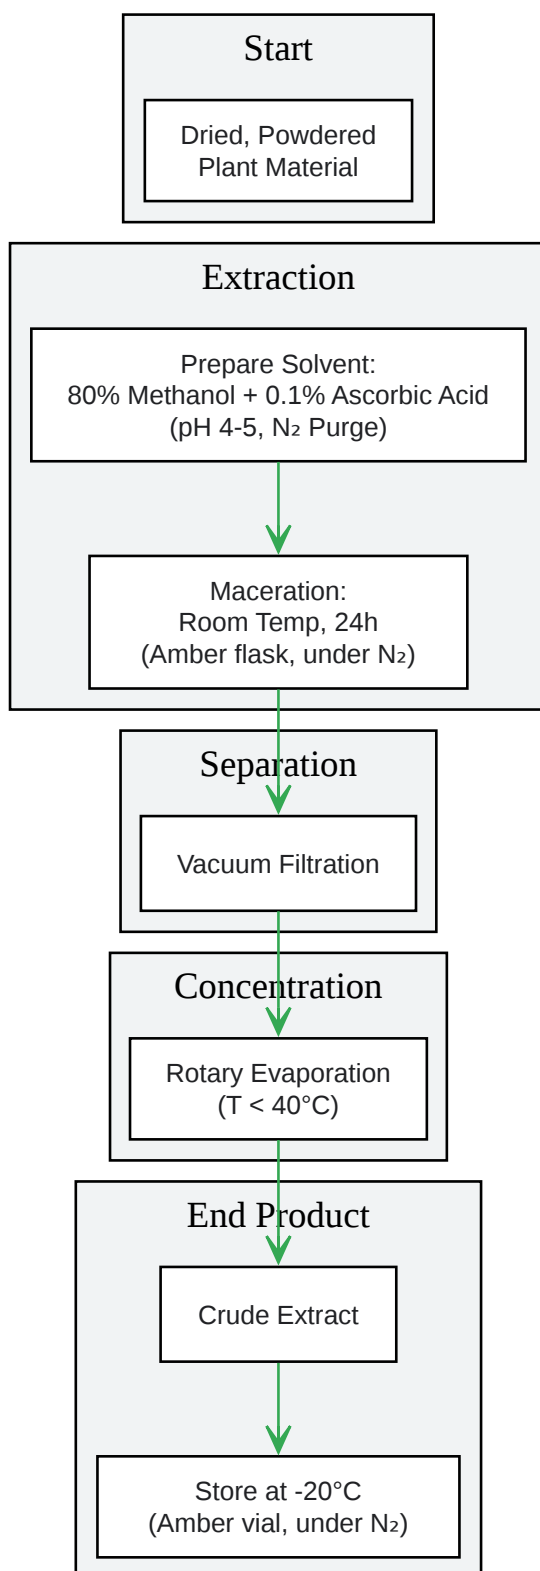 Start
Dried, Powdered
Plant Material
Extraction
Prepare Solvent:
80% Methanol + 0.1% Ascorbic Acid
(pH 4-5, N₂ Purge)
Maceration:
Room Temp, 24h
(Amber flask, under N₂)
Separation
Vacuum Filtration
Concentration
Rotary Evaporation
(T < 40°C)
End Product
Crude Extract
Store at -20°C
(Amber vial, under N₂)